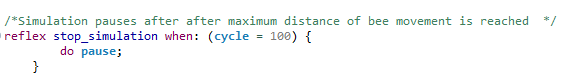 /*Simulation pauses after after maximum distance of bee movement is reached  */
reflex stop_simulation when: (cycle = 100) {
do pause;
}